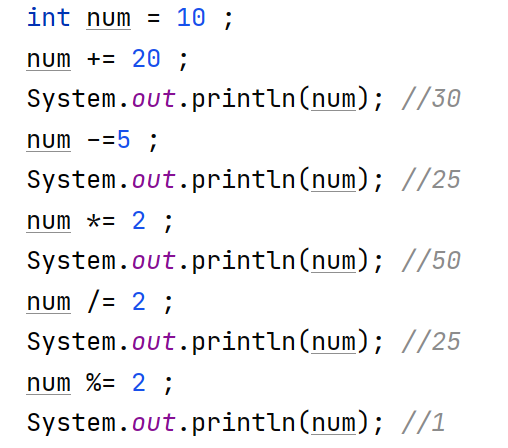 int num = 10 ;
num += 20 ;
System.out.println(num); //30
num -=5 ;
System.out.println(num); //25
num *= 2 ;
System.out.println(num); //50
num /= 2 ;
System.out.println(num); //25
num %= 2 ;
System.out.println(num); //1